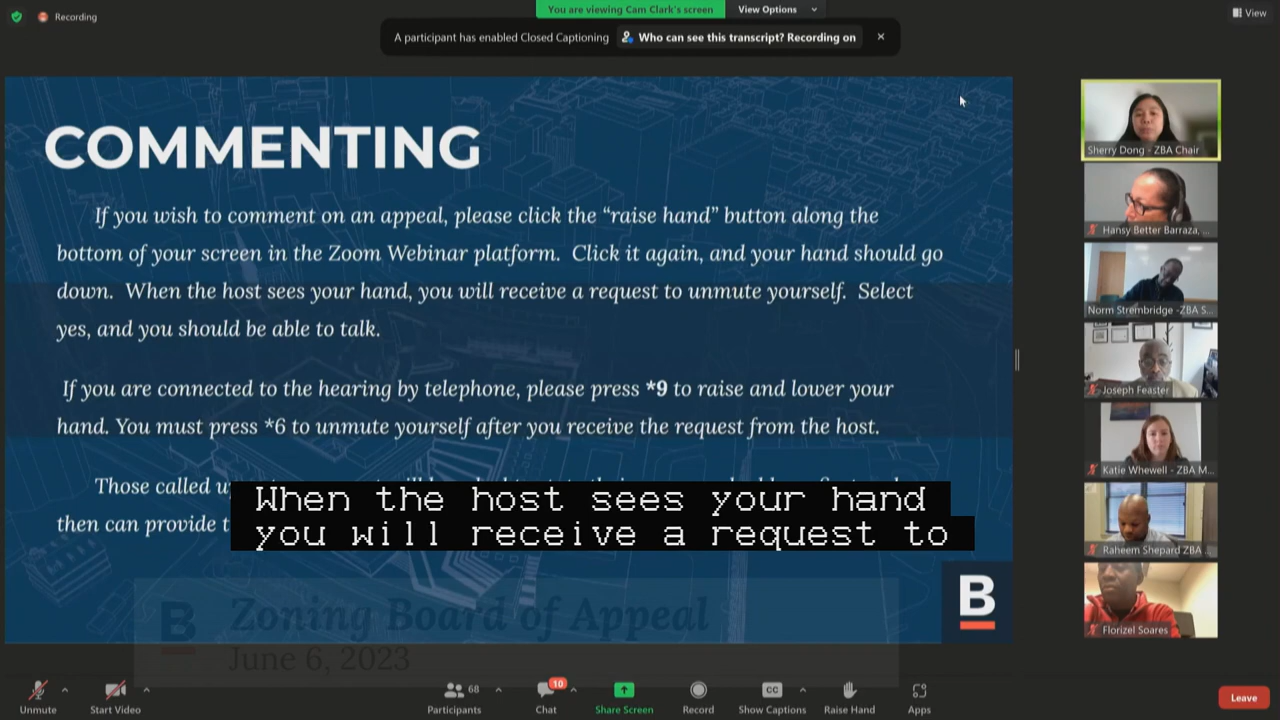 Recording
You are viewing Cam Clark's screen
View Options
View
A participant has enabled Closed Captioning
Who can see this transcript? Recording on
COMMENTING
If you wish to comment on an appeal, please click the “raise hand” button along the
bottom of your screen in the Zoom Webinar platform. Click it again, and your hand should go
down. When the host sees your hand, you will receive a request to unmute yourself. Select
yes, and you should be able to talk.
If you are connected to the hearing by telephone, please press *9 to raise and lower your
hand. You must press *6 to unmute yourself after you receive the request from the host.
Those called
then can provide
When the host sees your hand
you will receive a request to
B
Zoning Board of Appeal
June 6, 2023
B
Sherry Dong - ZBA Chair
Hansy Better Barraza, ...
Norm Strembridge -ZBA S...
Joseph Feaster
Katie Whewell - ZBA M...
Raheem Shepard ZBA ...
Florizel Soares
Unmute
Start Video
Participants
68
Chat
10
Share Screen
Record
CC
Show Captions
Raise Hand
Apps
Leave